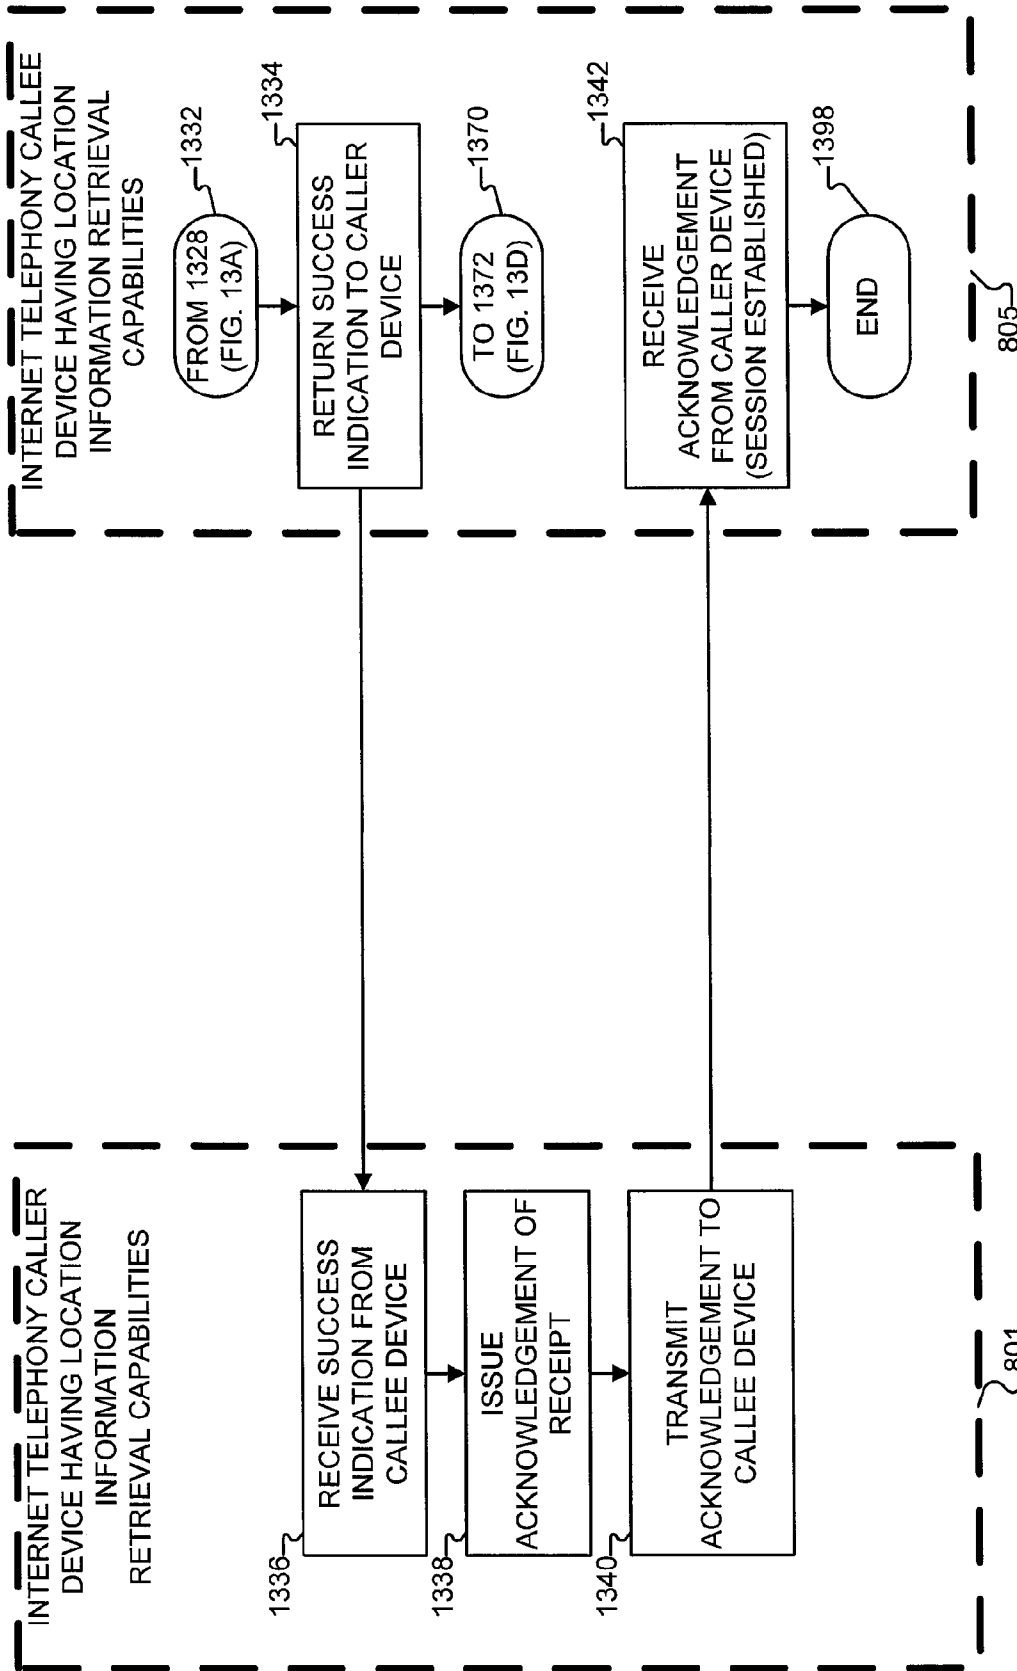 INTERNET TELEPHONY CALLER
DEVICE HAVING LOCATION
INFORMATION
RETRIEVAL CAPABILITIES
1336
RECEIVE SUCCESS
INDICATION FROM
CALLEE DEVICE
1338
ISSUE
ACKNOWLEDGEMENT OF
RECEIPT
1340
TRANSMIT
ACKNOWLEDGEMENT TO
CALLEE DEVICE
801
INTERNET TELEPHONY CALLEE
DEVICE HAVING LOCATION
INFORMATION RETRIEVAL
CAPABILITIES
1332
FROM 1328
(FIG. 13A)
1334
RETURN SUCCESS
INDICATION TO CALLER
DEVICE
1370
TO 1372
(FIG. 13D)
1342
RECEIVE
ACKNOWLEDGEMENT
FROM CALLER DEVICE
(SESSION ESTABLISHED)
1398
END
805